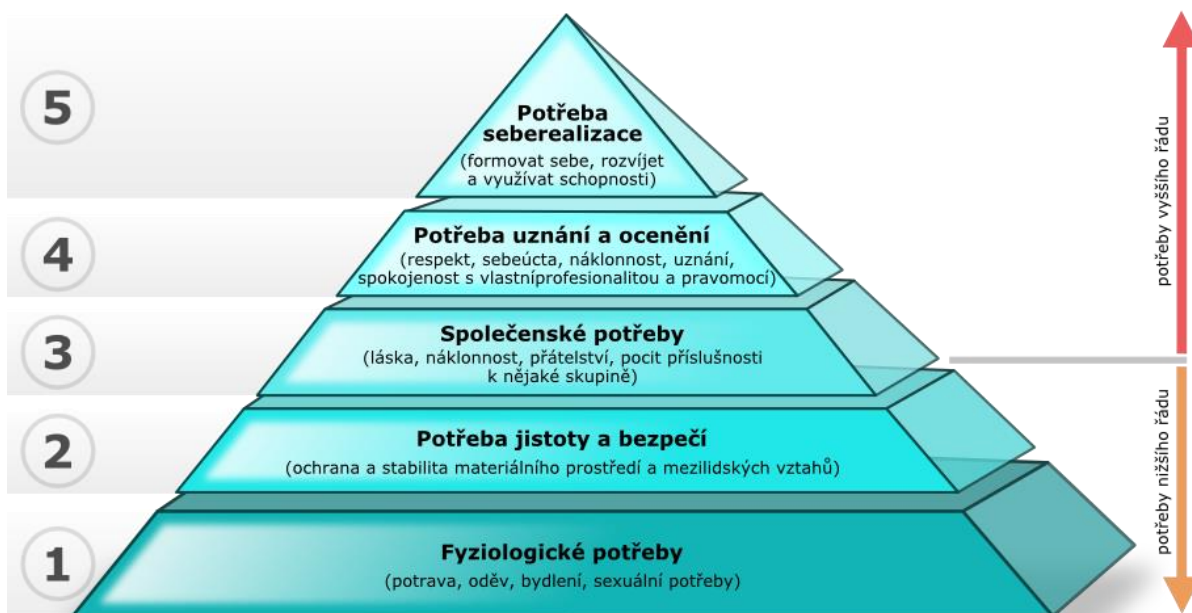 5
Potřeba
seberealizace
(formovat sebe, rozvíjet
a využívat schopnosti)
4
Potřeba uznání a ocenění
(respekt, sebeúcta, náklonnost, uznání,
spokojenost s vlastníprofesionalitou a pravomocí)
3
Společenské potřeby
(láska, náklonnost, přátelství, pocit příslušnosti
k nějaké skupině)
2
Potřeba jistoty a bezpečí
(ochrana a stabilita materiálního prostředí a mezilidských vztahů)
1
Fyziologické potřeby
(potrava, oděv, bydlení, sexuální potřeby)
potřeby vyššího řádu
potřeby nižšího řádu